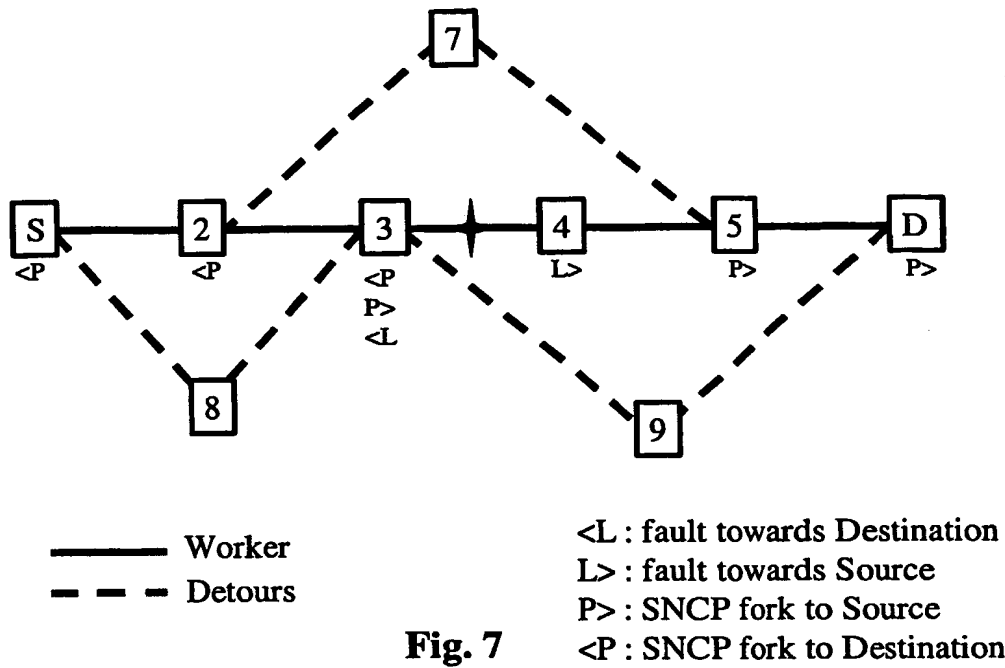 7
S 2 3 4 5 D
<P <P <P L> P> P>
P>
<L
8
9
Worker
Detours
<L : fault towards Destination
L> : fault towards Source
P> : SNCP fork to Source
<P : SNCP fork to Destination
Fig. 7